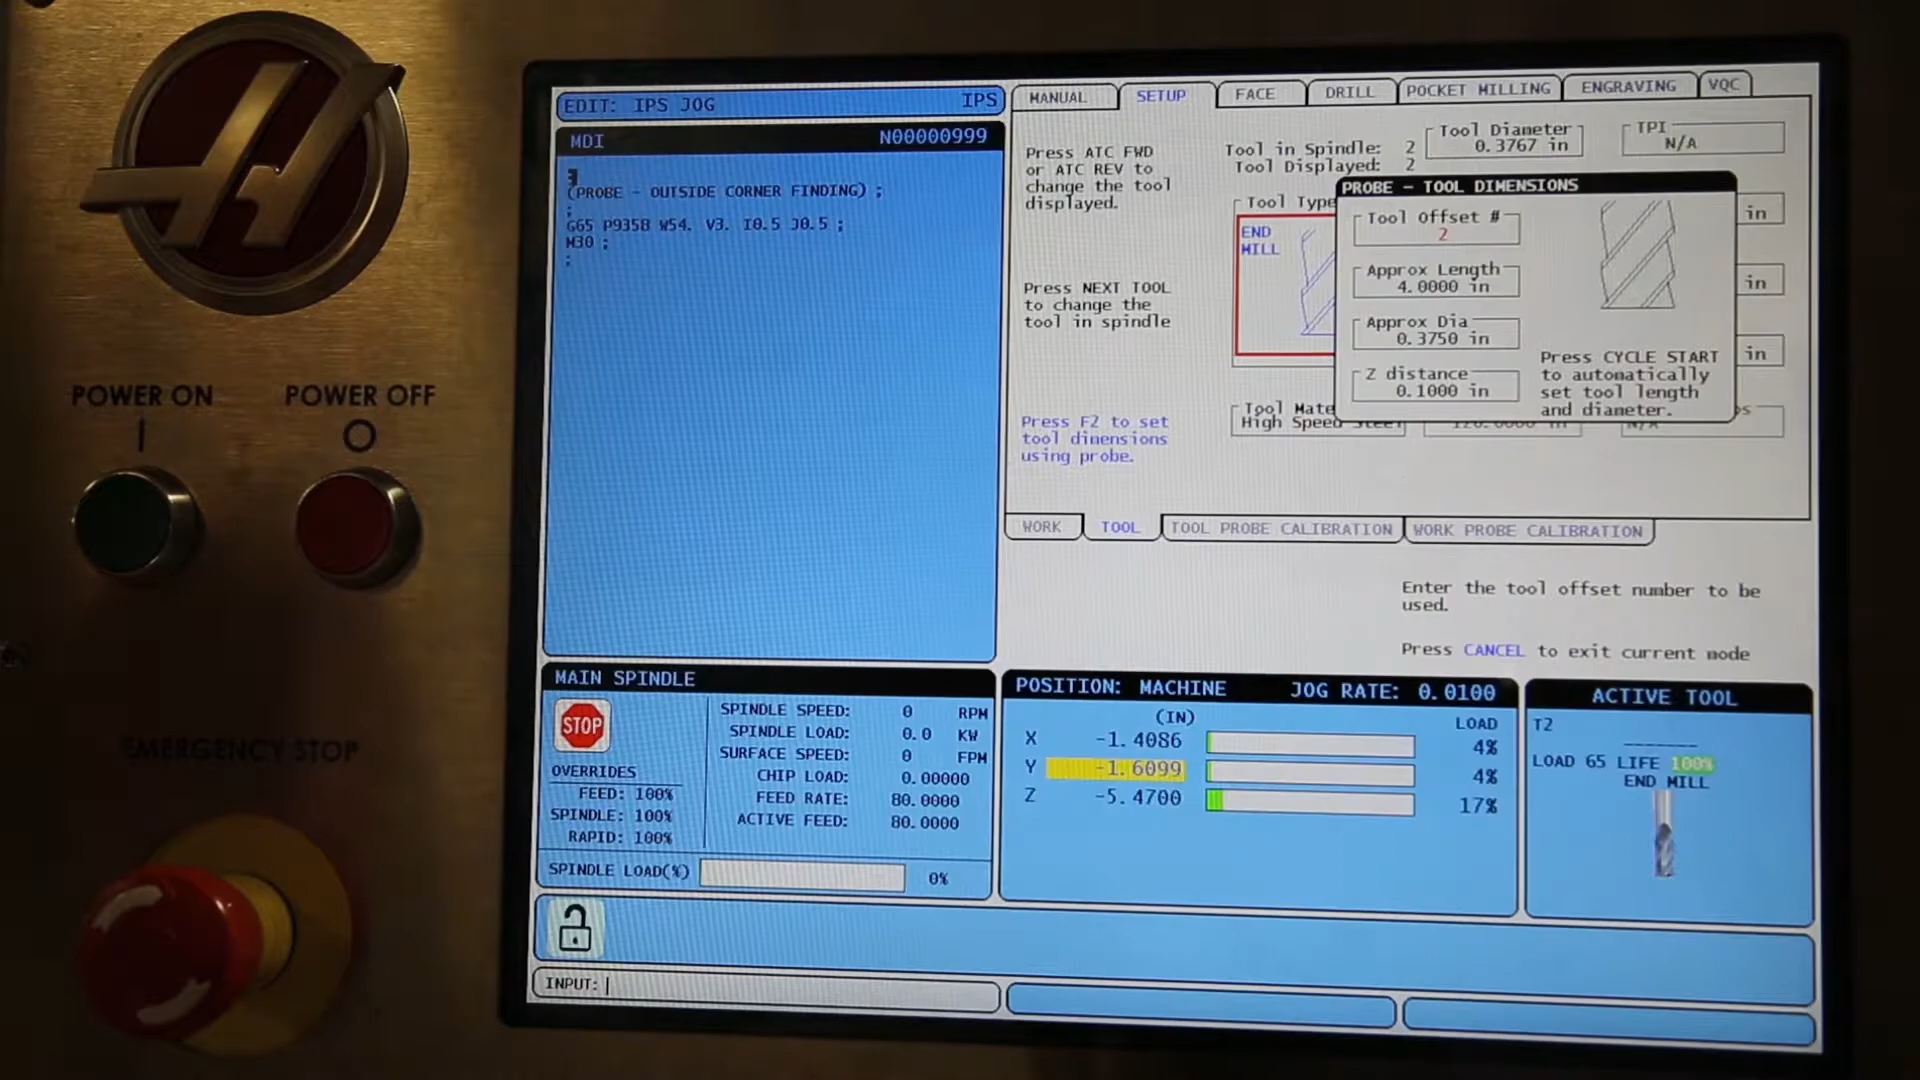 POWER ON
POWER OFF
I
O
EMERGENCY STOP
EDIT: IPS JOG
IPS
MDI
N00000999
(PROBE - OUTSIDE CORNER FINDING) ;
;
G65 P9358 W54. V3. I0.5 J0.5 ;
M30 ;
;
MANUAL
SETUP
FACE
DRILL
POCKET MILLING
ENGRAVING
VQC
Press ATC FWD
or ATC REV to
change the tool
displayed.
Press NEXT TOOL
to change the
tool in spindle
Press F2 to set
tool dimensions
using probe.
Tool in Spindle: 2
Tool Displayed: 2
Tool Diameter
0.3767 in
TPI
N/A
Tool Type
END
MILL
in
in
in
Tool Mate
High Speed Steel
N/A
PROBE - TOOL DIMENSIONS
Tool Offset #
2
Approx Length
4.0000 in
Approx Dia
0.3750 in
Z distance
0.1000 in
Press CYCLE START
to automatically
set tool length
and diameter.
WORK
TOOL
TOOL PROBE CALIBRATION
WORK PROBE CALIBRATION
Enter the tool offset number to be
used.
Press CANCEL to exit current mode
MAIN SPINDLE
STOP
OVERRIDES
FEED: 100%
SPINDLE: 100%
RAPID: 100%
SPINDLE SPEED: 0 RPM
SPINDLE LOAD: 0.0 KW
SURFACE SPEED: 0 FPM
CHIP LOAD: 0.00000
FEED RATE: 80.0000
ACTIVE FEED: 80.0000
SPINDLE LOAD(%)
0%
POSITION: MACHINE
JOG RATE: 0.0100
(IN)
LOAD
X -1.4086 4%
Y -1.6099 4%
Z -5.4700 17%
ACTIVE TOOL
T2
LOAD 65 LIFE 100%
END MILL
INPUT: